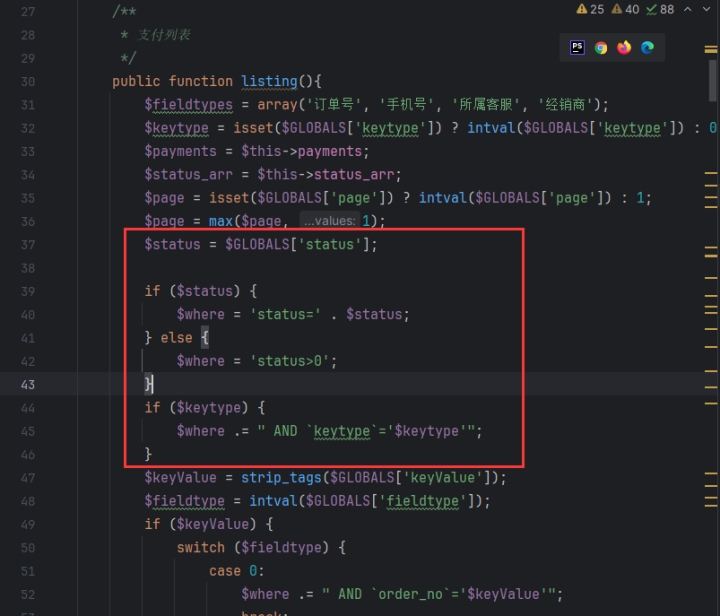 25 40 88
27 /**
28 * 支付列表
29 */
PS
30 public function listing(){
31 $fieldtypes = array('订单号', '手机号', '所属客服', '经销商');
32 $keytype = isset($GLOBALS['keytype']) ? intval($GLOBALS['keytype']) : 0
33 $payments = $this->payments;
34 $status_arr = $this->status_arr;
35 $page = isset($GLOBALS['page']) ? intval($GLOBALS['page']) : 1;
36 $page = max($page, ...values: 1);
37 $status = $GLOBALS['status'];
38
39 if ($status) {
40 $where = 'status=' . $status;
41 } else {
42 $where = 'status>0';
43 }
44 if ($keytype) {
45 $where .= " AND `keytype`='$keytype'";
46 }
47 $keyValue = strip_tags($GLOBALS['keyValue']);
48 $fieldtype = intval($GLOBALS['fieldtype']);
49 if ($keyValue) {
50 switch ($fieldtype) {
51 case 0:
52 $where .= " AND `order_no`='$keyValue'";